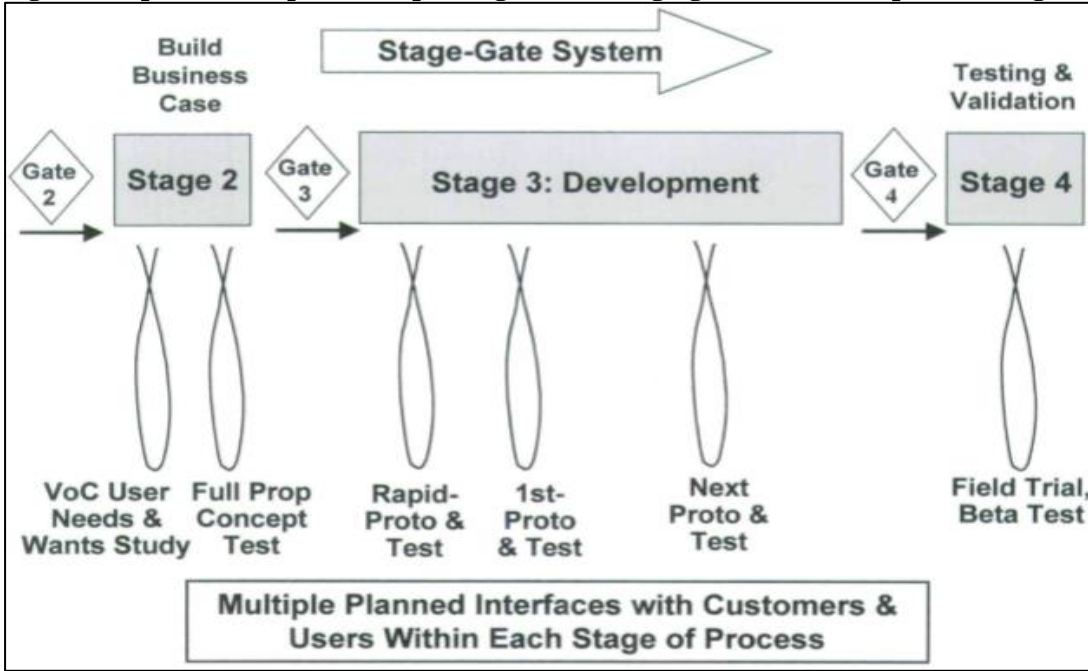 Stage-Gate System
Build
Business
Case
Testing &
Validation
Gate
2
Stage 2
Gate
3
Stage 3: Development
Gate
4
Stage 4
VoC User
Needs &
Wants Study
Full Prop
Concept
Test
Rapid-
Proto &
Test
1st-
Proto
& Test
Next
Proto &
Test
Field Trial,
Beta Test
Multiple Planned Interfaces with Customers &
Users Within Each Stage of Process